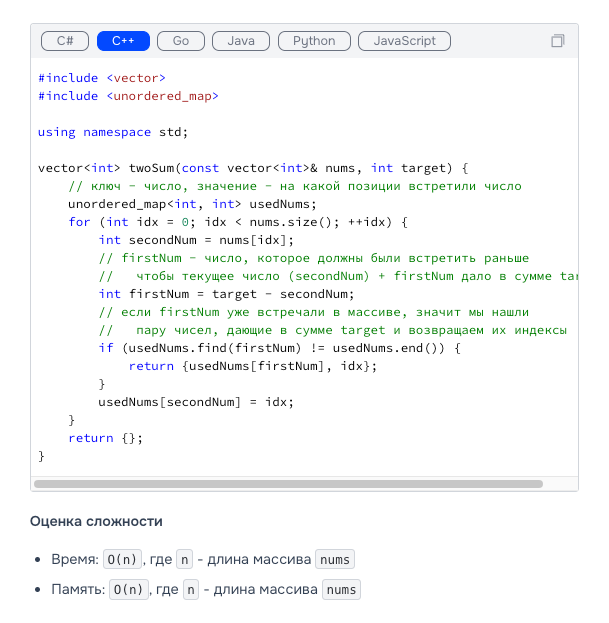 C# C++ Go Java Python JavaScript
#include <vector>
#include <unordered_map>
using namespace std;
vector<int> twoSum(const vector<int>& nums, int target) {
    // ключ - число, значение - на какой позиции встретили число
    unordered_map<int, int> usedNums;
    for (int idx = 0; idx < nums.size(); ++idx) {
        int secondNum = nums[idx];
        // firstNum - число, которое должны были встретить раньше
        //   чтобы текущее число (secondNum) + firstNum дало в сумме tar
        int firstNum = target - secondNum;
        // если firstNum уже встречали в массиве, значит мы нашли
        //   пару чисел, дающие в сумме target и возвращаем их индексы
        if (usedNums.find(firstNum) != usedNums.end()) {
            return {usedNums[firstNum], idx};
        }
        usedNums[secondNum] = idx;
    }
    return {};
}
Оценка сложности
• Время: O(n), где n - длина массива nums
• Память: O(n), где n - длина массива nums